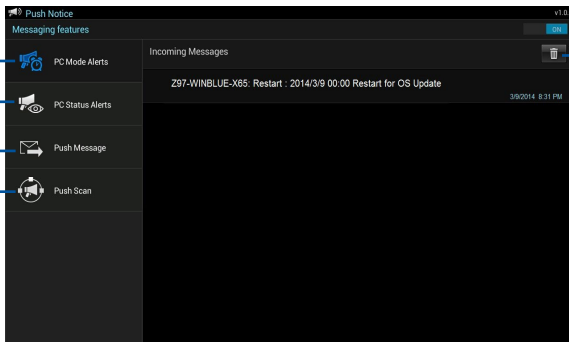 Push Notice
v1.0.
Messaging features
ON
PC Mode Alerts
PC Status Alerts
Push Message
Push Scan
Incoming Messages
Z97-WINBLUE-X65: Restart : 2014/3/9 00:00 Restart for OS Update
3/9/2014 8:31 PM